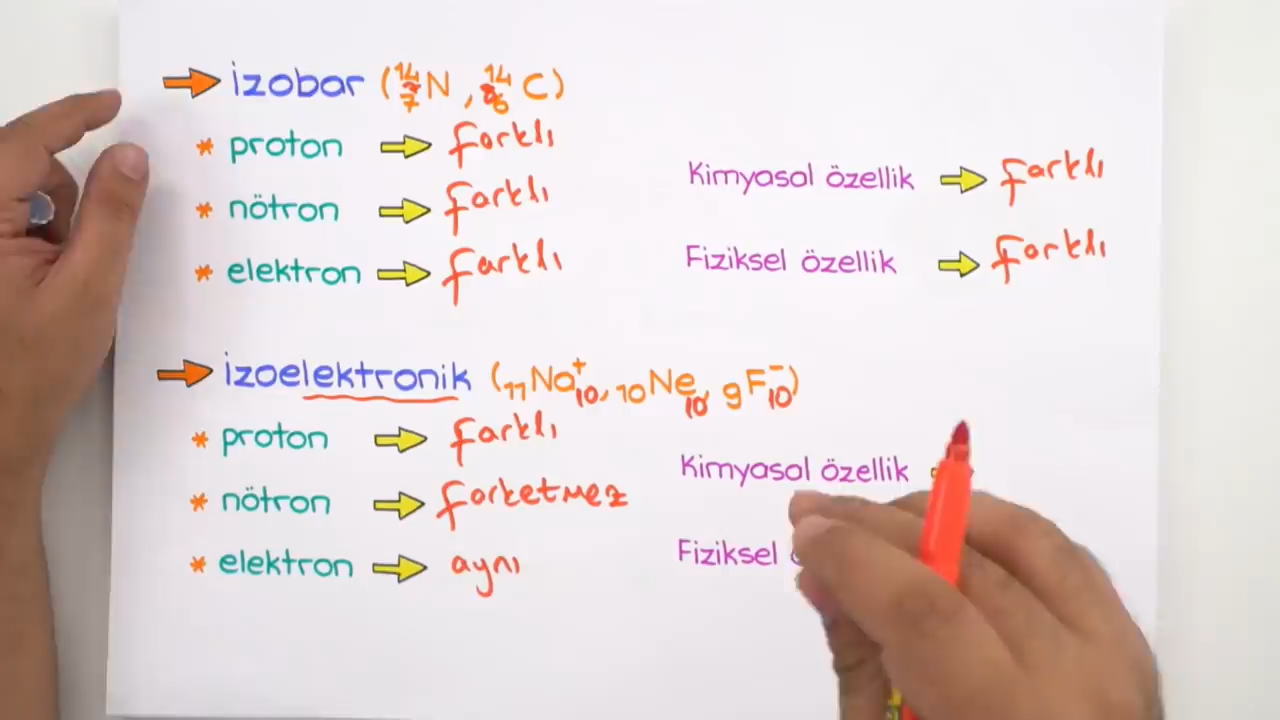 izobar (¹⁴₇N, ¹⁴₆C)
* proton → farklı
* nötron → farklı
* elektron → farklı
Kimyasal özellik → farklı
Fiziksel özellik → farklı
izoelektronik (₁₁Na⁺₁₀, ₁₀Ne₁₀, ₉F⁻₁₀)
* proton → farklı
* nötron → farketmez
* elektron → aynı
Kimyasal özellik
Fiziksel